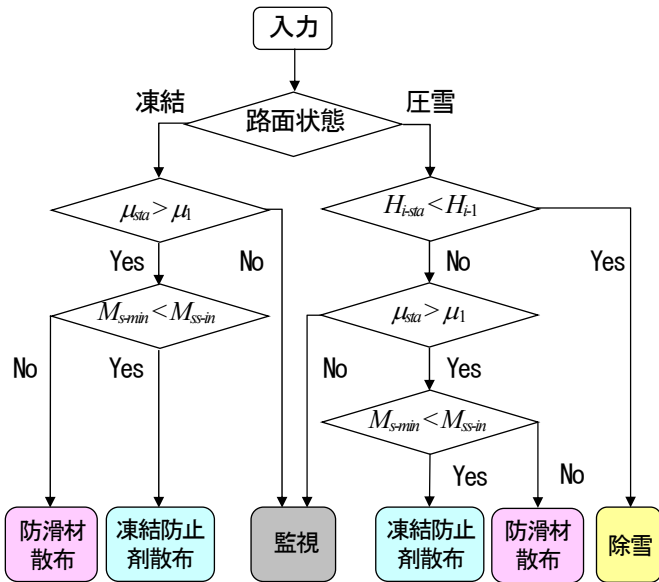 入力
凍結
圧雪
路面状態
μsta > μ1
Hi-sta < Hi-1
Yes
No
No
Yes
Ms-min < Mss-in
μsta > μ1
No
Yes
No
Yes
Ms-min < Mss-in
Yes
No
防滑材
散布
凍結防止
剤散布
監視
凍結防止
剤散布
防滑材
散布
除雪